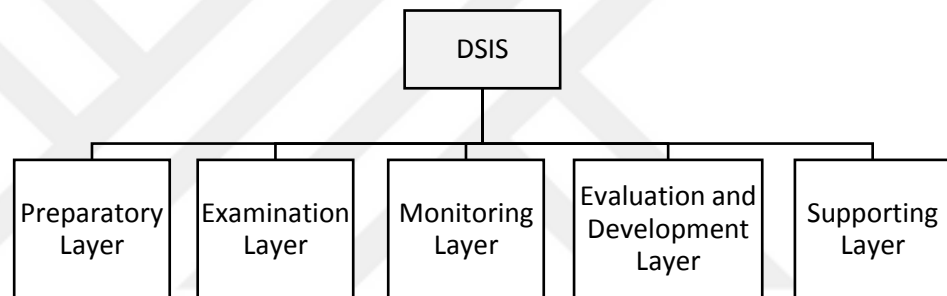 DSIS
Preparatory
Layer
Examination
Layer
Monitoring
Layer
Evaluation and
Development
Layer
Supporting
Layer